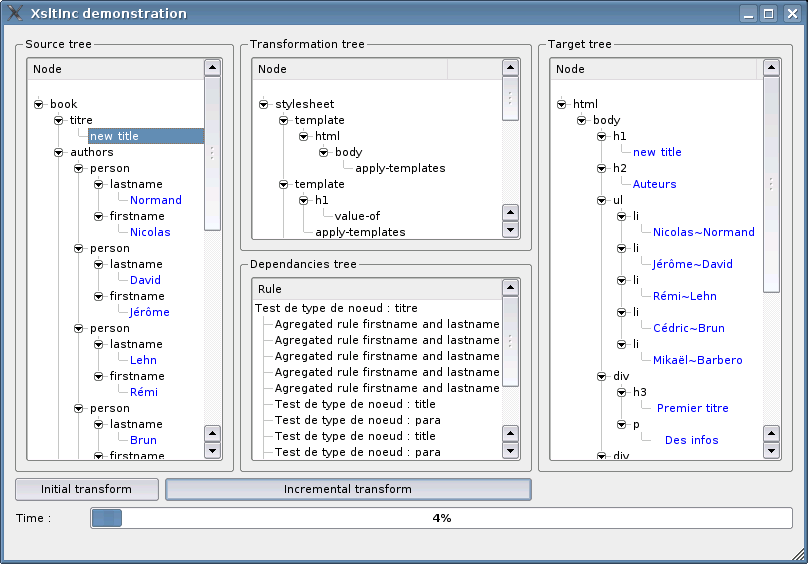 XsltInc demonstration
Source tree
Node
book
titre
new title
authors
person
lastname
Normand
firstname
Nicolas
person
lastname
David
firstname
Jérôme
person
lastname
Lehn
firstname
Rémi
person
lastname
Brun
firstname
Transformation tree
Node
stylesheet
template
html
body
apply-templates
template
h1
value-of
apply-templates
Dependancies tree
Rule
Test de type de noeud : titre
Agregated rule firstname and lastname
Agregated rule firstname and lastname
Agregated rule firstname and lastname
Agregated rule firstname and lastname
Agregated rule firstname and lastname
Test de type de noeud : title
Test de type de noeud : para
Test de type de noeud : title
Test de type de noeud : para
Target tree
Node
html
body
h1
new title
h2
Auteurs
ul
li
Nicolas~Normand
li
Jérôme~David
li
Rémi~Lehn
li
Cédric~Brun
li
Mikaël~Barbero
div
h3
Premier titre
p
Des infos
div
Initial transform
Incremental transform
Time :
4%